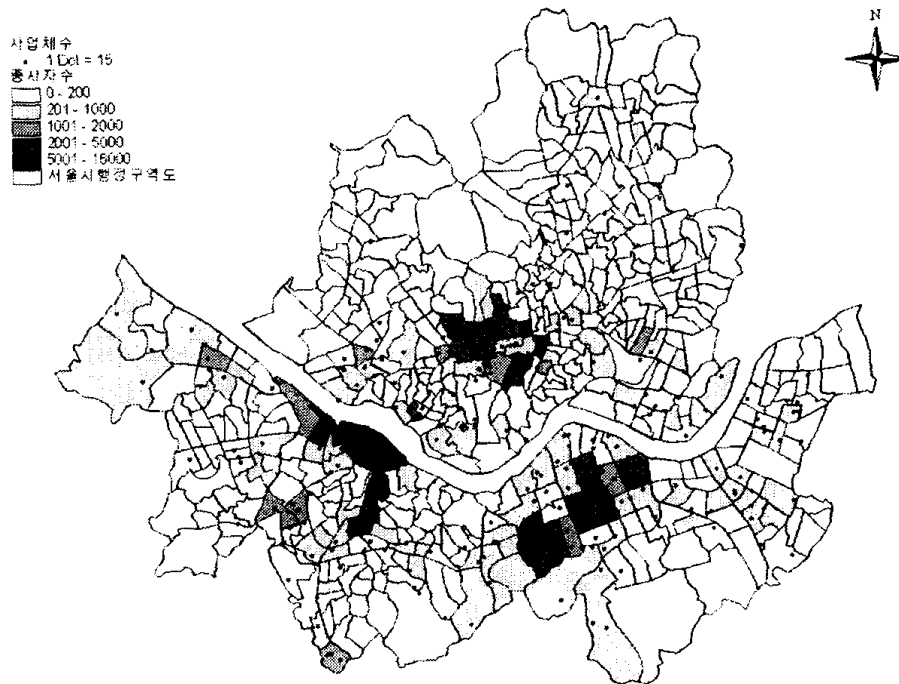 사업체수
1 Dot = 15
종사자수
0 - 200
201 - 1000
1001 - 2000
2001 - 5000
5001 - 16000
서울시행정구역도
N